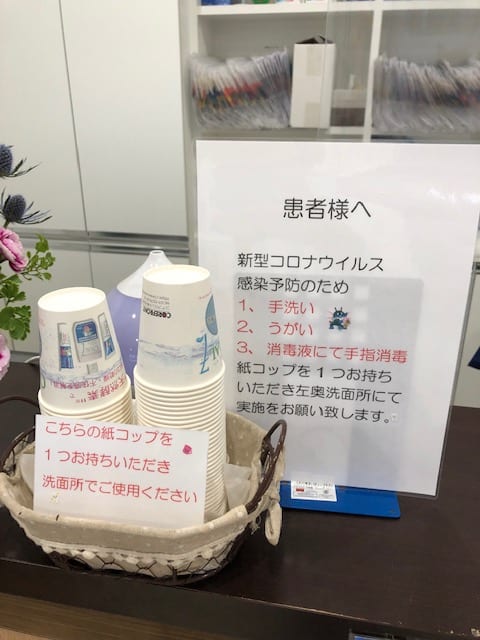 患者様へ
新型コロナウイルス
感染予防のため
1、 手洗い
2、 うがい
3、 消毒液にて手指消毒
紙コップを1つお持ち
いただき左奥洗面所にて
実施をお願い致します。
こちらの紙コップを
1つお持ちいただき
洗面所でご使用ください